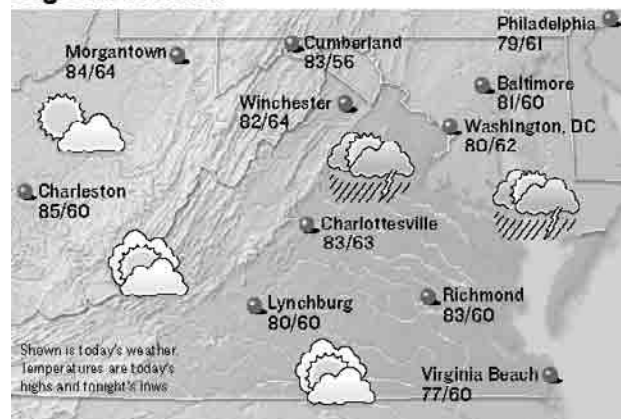 Philadelphia
79/61
Morgantown
84/64
Cumberland
83/56
Baltimore
81/60
Winchester
82/64
Washington, DC
80/62
Charleston
85/60
Charlottesville
83/63
Lynchburg
80/60
Richmond
83/60
Shown is today's weather.
Temperatures are today's
highs and tonight's lows
Virginia Beach
77/60